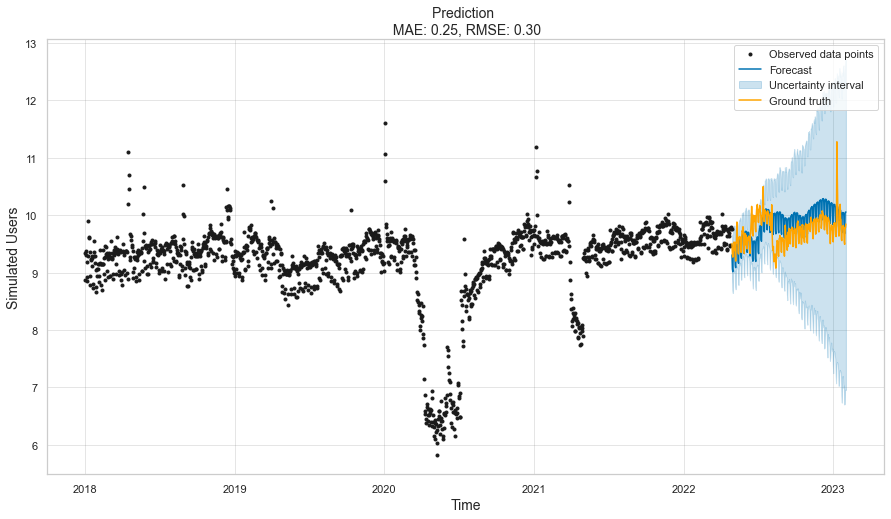 Prediction
MAE: 0.25, RMSE: 0.30
13
12
11
10
9
8
7
6
Simulated Users
Observed data points
Forecast
Uncertainty interval
Ground truth
2018
2019
2020
2021
2022
2023
Time